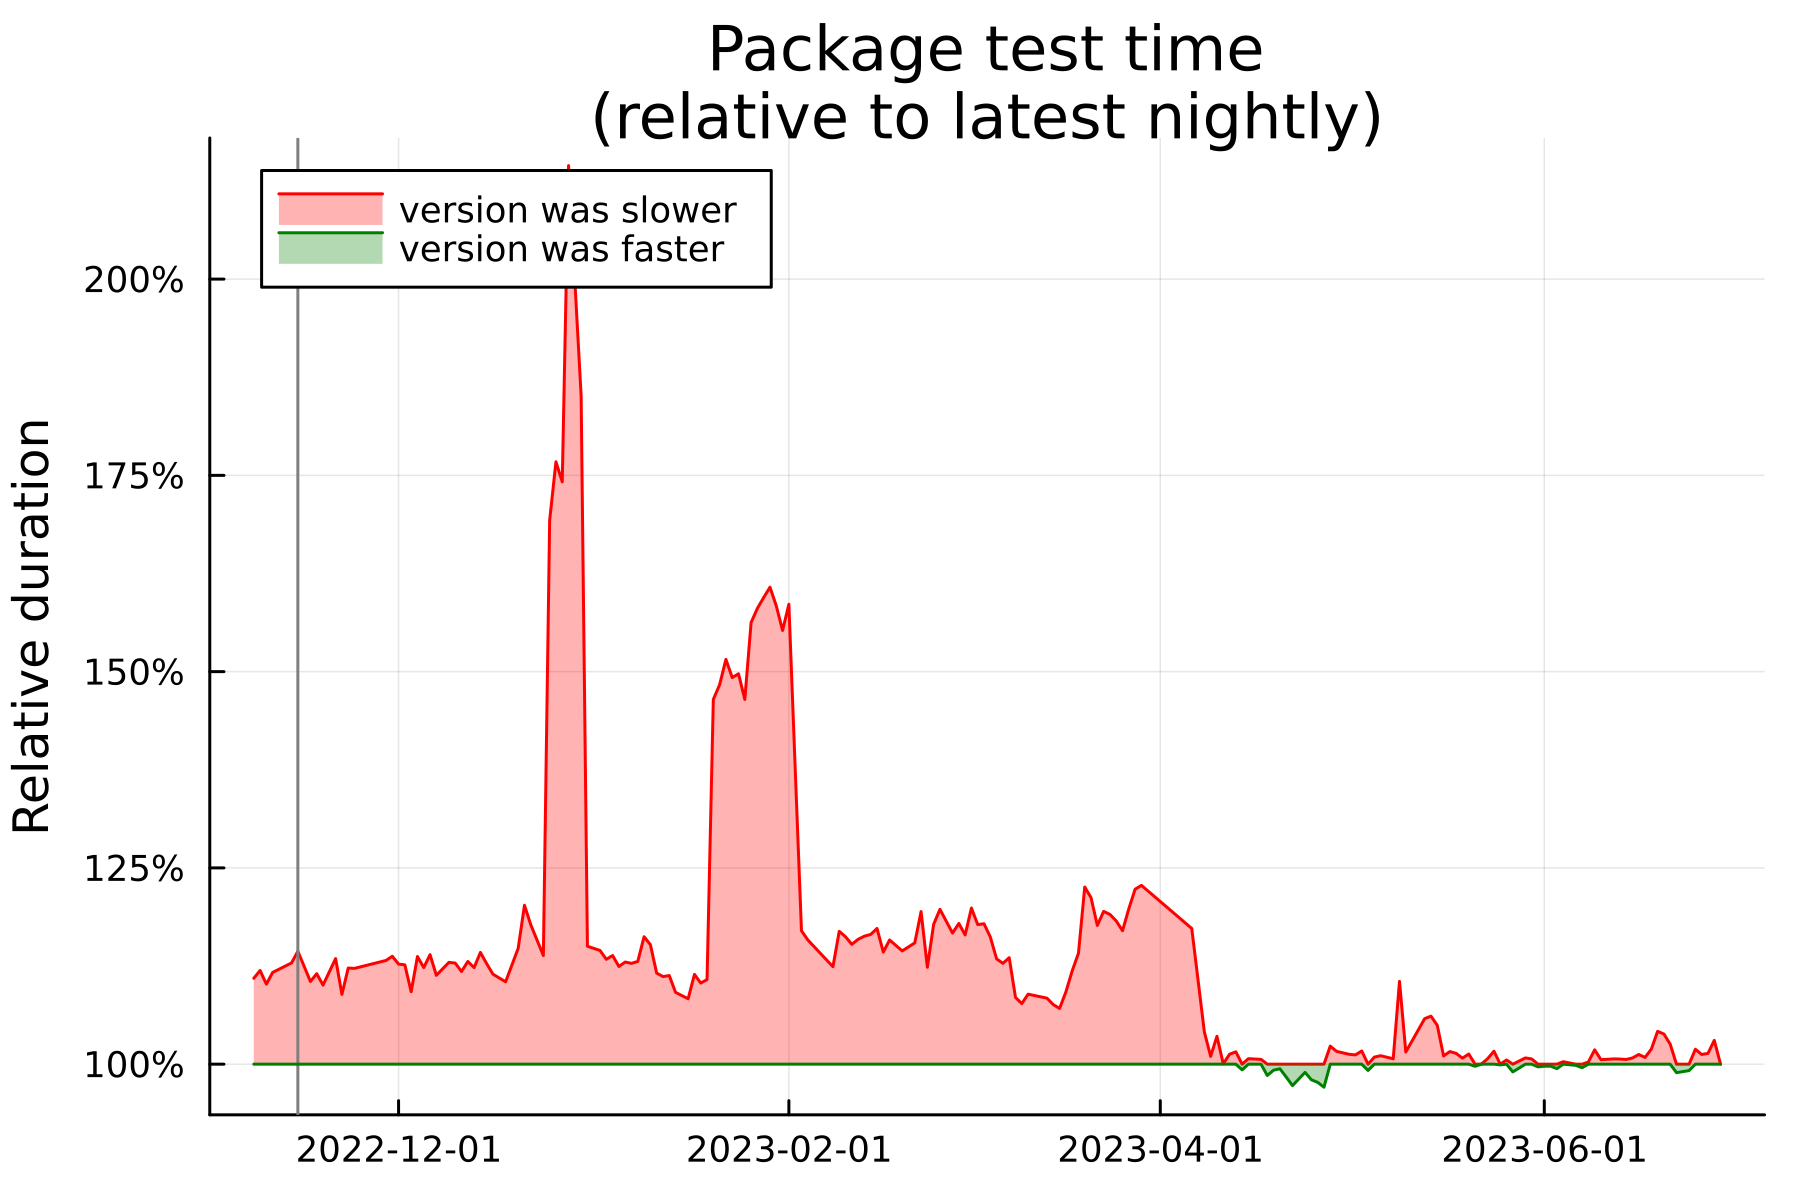 Package test time
(relative to latest nightly)
version was slower
version was faster
Relative duration
200%
175%
150%
125%
100%
2022-12-01
2023-02-01
2023-04-01
2023-06-01